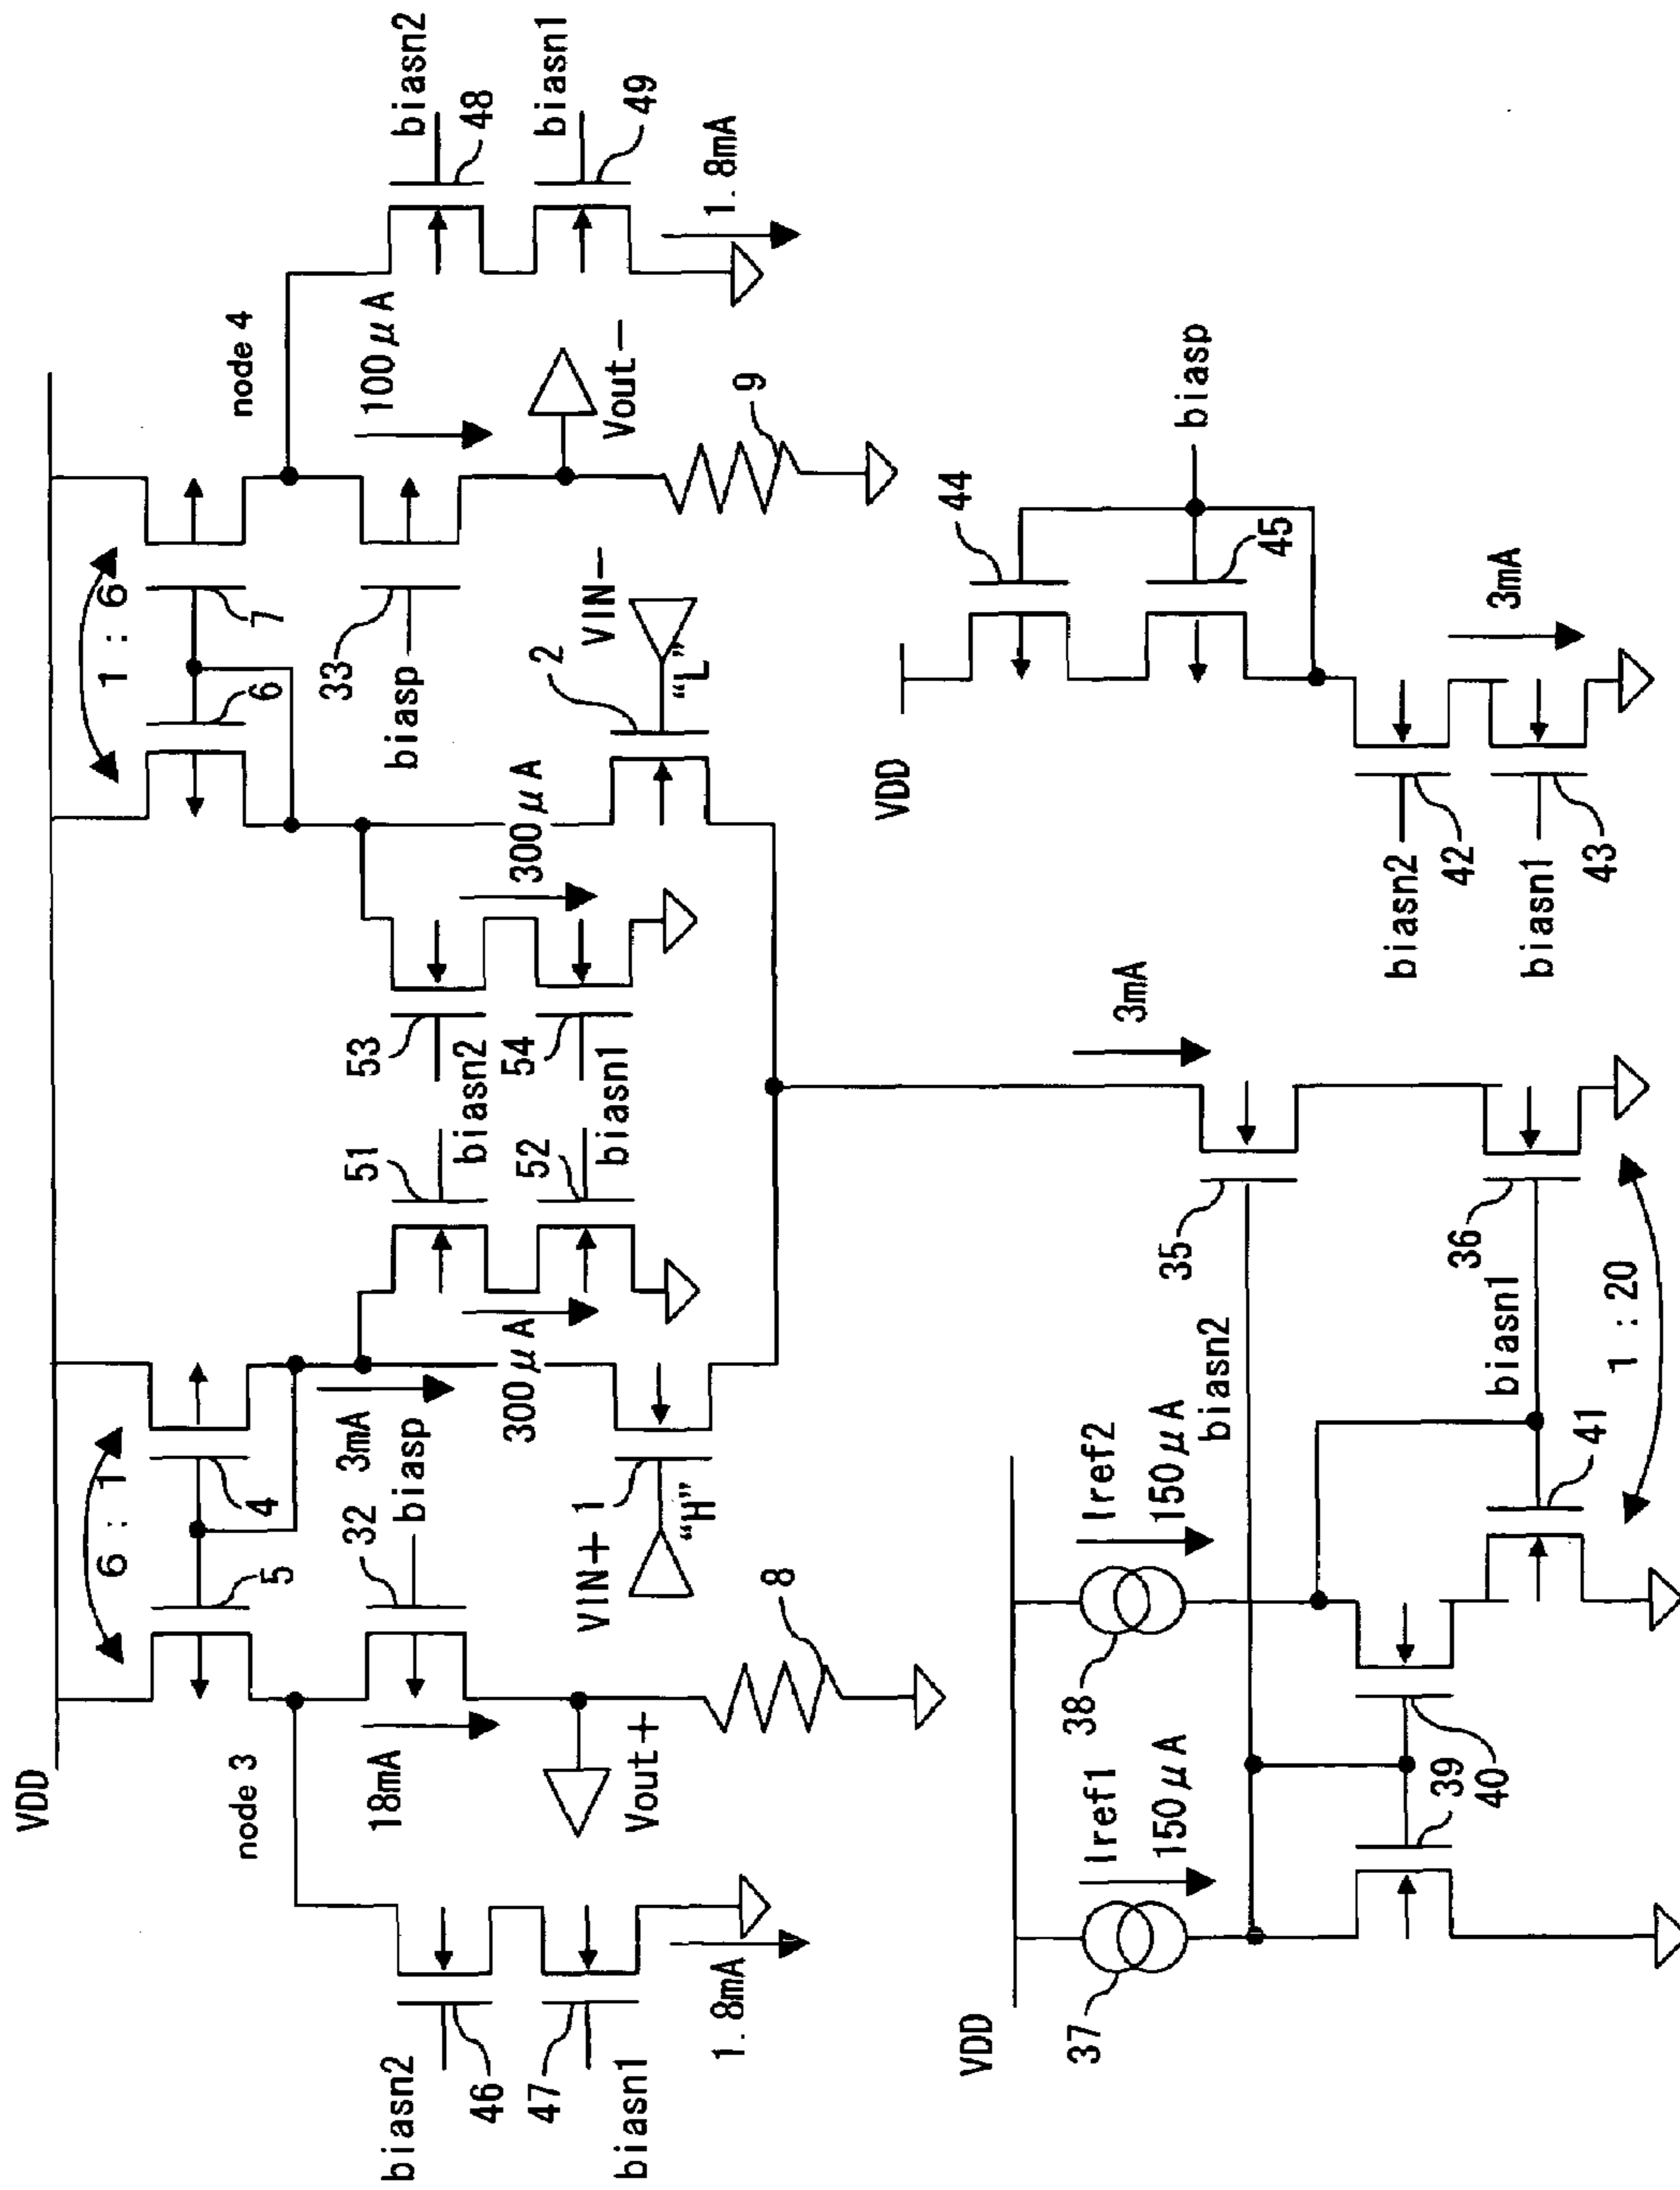 VDD
6 : 1
1 : 6
5
4
6
7
node 3
node 4
3mA
32
biasp
33
biasp
18mA
100μA
biasn2
46
47
biasn1
1.8mA
Vout+
8
VIN+
1
"H"
300μA
51
biasn2
52
biasn1
53
54
300μA
2
VIN−
"L"
Vout−
9
biasn2
48
biasn1
49
1.8mA
VDD
37
Iref1
150μA
38
Iref2
150μA
biasn2
35
3mA
39
40
41
biasn1
36
1 : 20
VDD
44
45
biasp
biasn2
42
biasn1
43
3mA